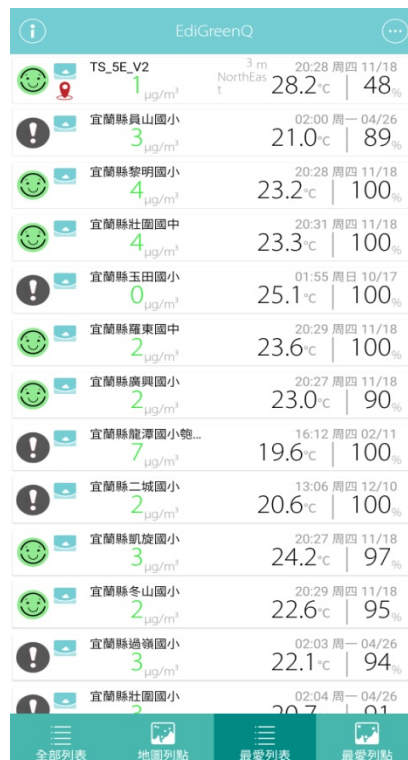 EdiGreenQ
TS_5E_V2 3 m NorthEas 20:28 周四 11/18
1 μg/m³ t 28.2 °C | 48%
宜蘭縣員山國小 02:00 周一 04/26
3 μg/m³ 21.0 °C | 89%
宜蘭縣黎明國小 20:28 周四 11/18
4 μg/m³ 23.2 °C | 100%
宜蘭縣壯圍國中 20:31 周四 11/18
4 μg/m³ 23.3 °C | 100%
宜蘭縣玉田國小 01:55 周日 10/17
0 μg/m³ 25.1 °C | 100%
宜蘭縣羅東國中 20:29 周四 11/18
2 μg/m³ 23.6 °C | 100%
宜蘭縣廣興國小 20:27 周四 11/18
2 μg/m³ 23.0 °C | 90%
宜蘭縣龍潭國小匏... 16:12 周四 02/11
7 μg/m³ 19.6 °C | 100%
宜蘭縣二城國小 13:06 周四 12/10
2 μg/m³ 20.6 °C | 100%
宜蘭縣凱旋國小 20:27 周四 11/18
3 μg/m³ 24.2 °C | 97%
宜蘭縣冬山國小 20:29 周四 11/18
2 μg/m³ 22.6 °C | 95%
宜蘭縣過嶺國小 02:03 周一 04/26
3 μg/m³ 22.1 °C | 94%
宜蘭縣壯圍國小 02:04 周一 04/26
全部列表 地圖列點 最愛列表 最愛列點